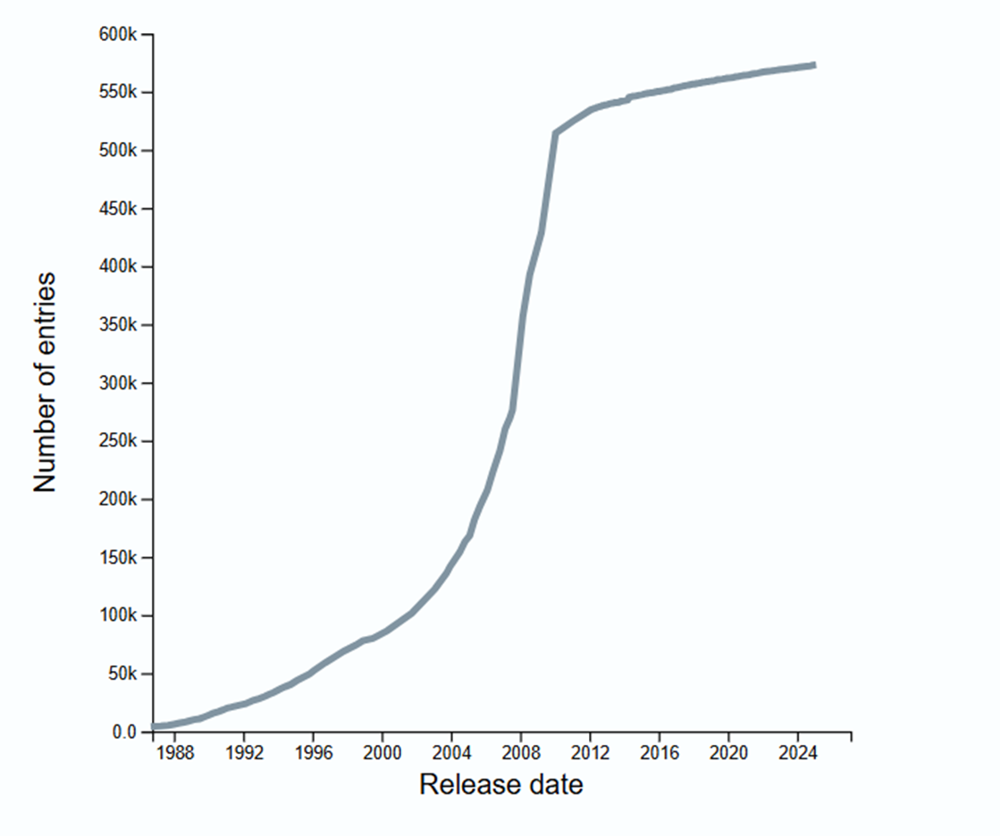 600k
550k
500k
450k
400k
350k
300k
250k
200k
150k
100k
50k
0.0
Number of entries
1988 1992 1996 2000 2004 2008 2012 2016 2020 2024
Release date